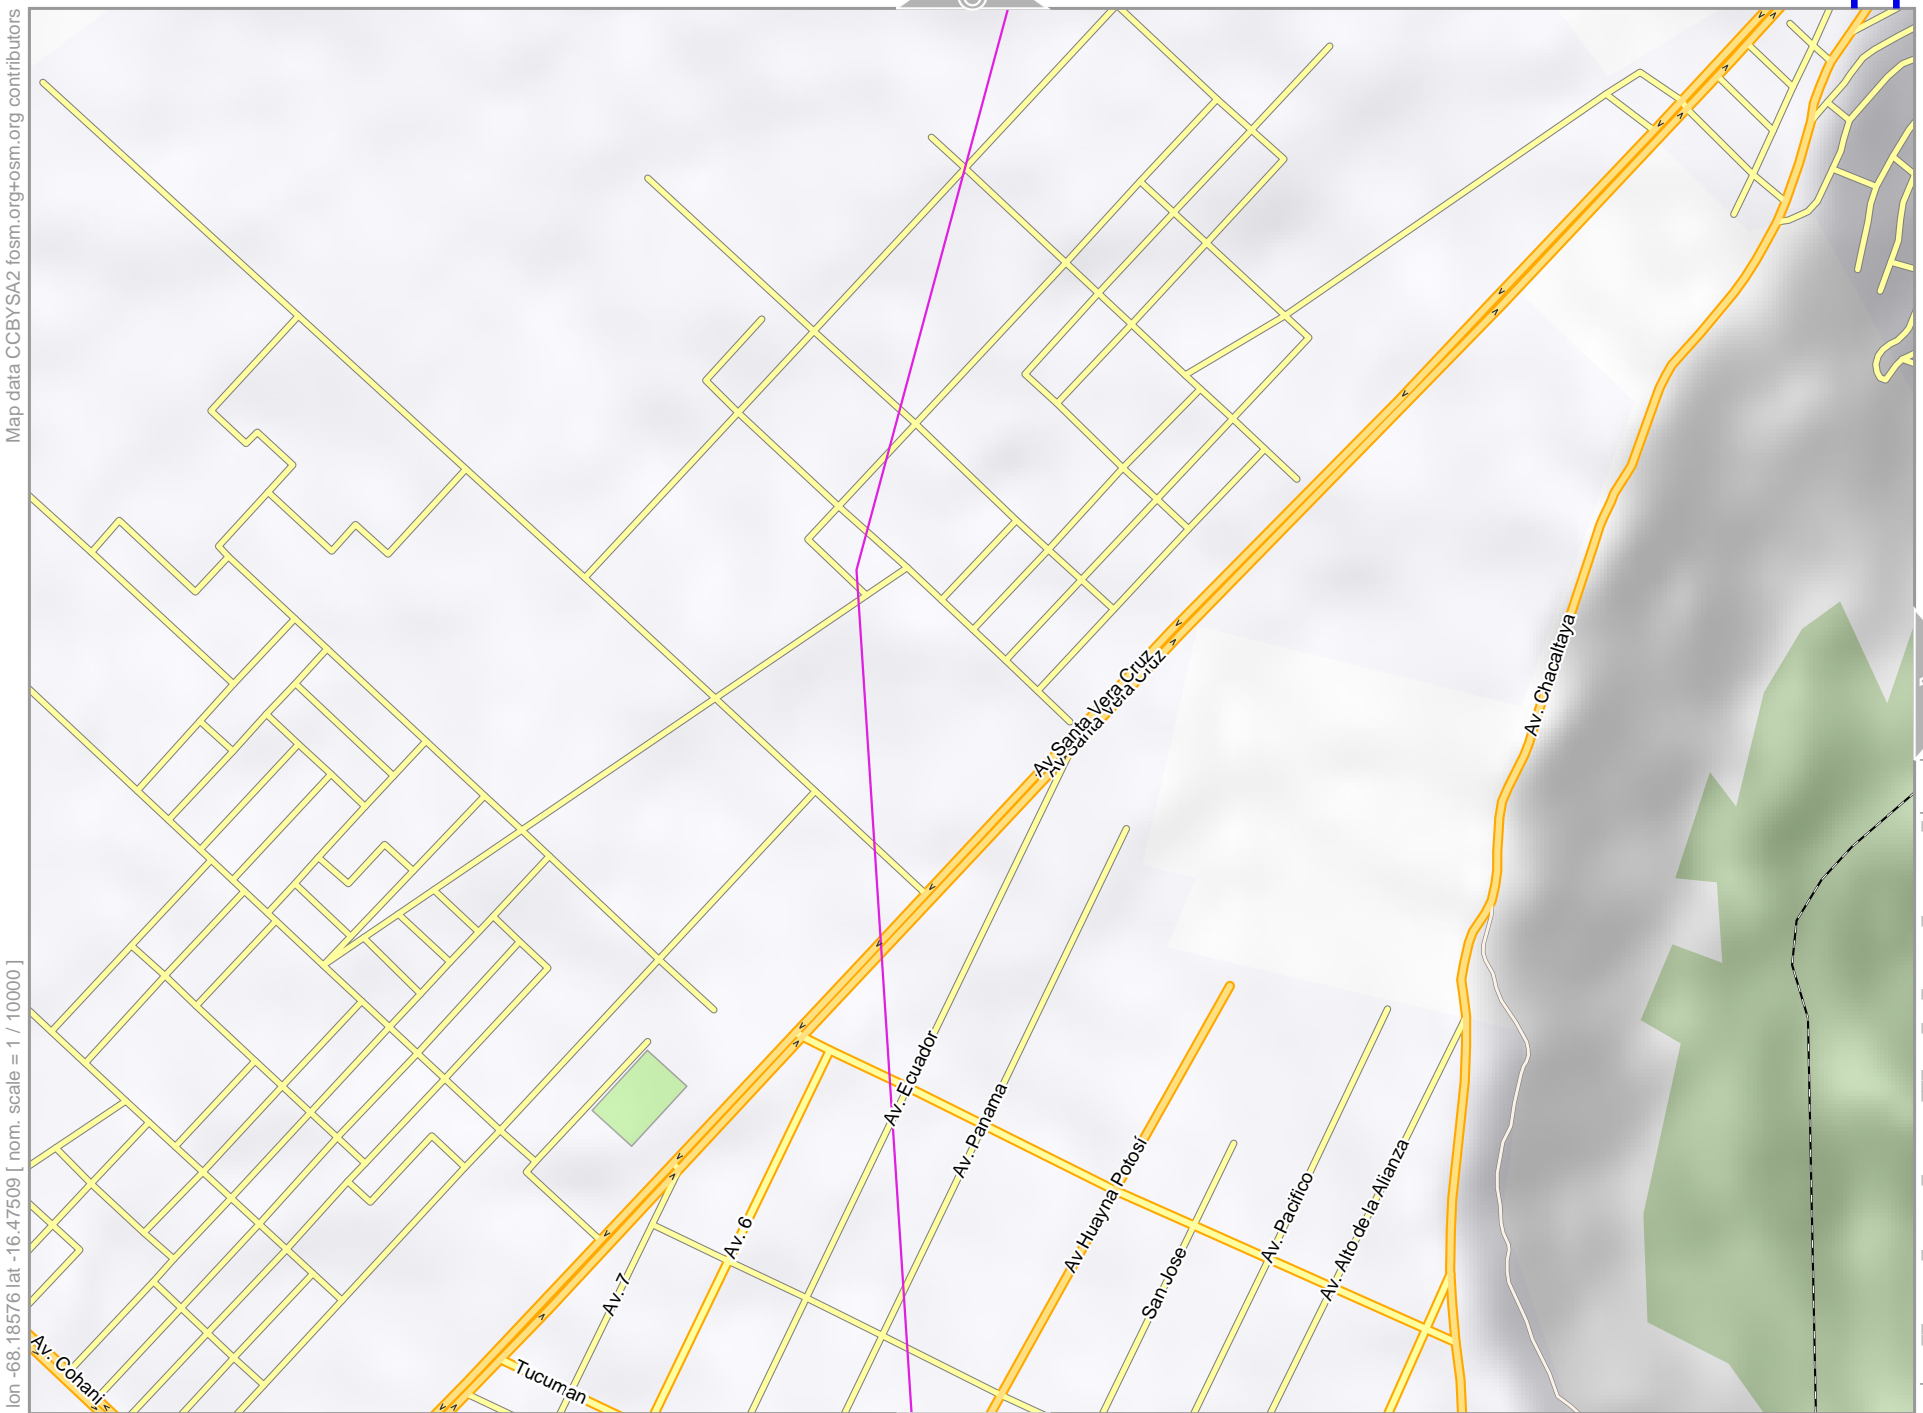 Map data CCBYSA2 fosm.org+osm.org contributors
lon -68.18576 lat -16.47509 [ nom. scale = 1 / 10000 ]
Av. Chacaltaya
Av. Santa Vera Cruz
Av. Santa Vera Cruz
Av. Ecuador
Av. Panama
Av Huayna Potosí
Av. Pacifico
Av. Alto de la Alianza
Av. 6
San Jose
Av. 7
Av. Cohani
Tucuman